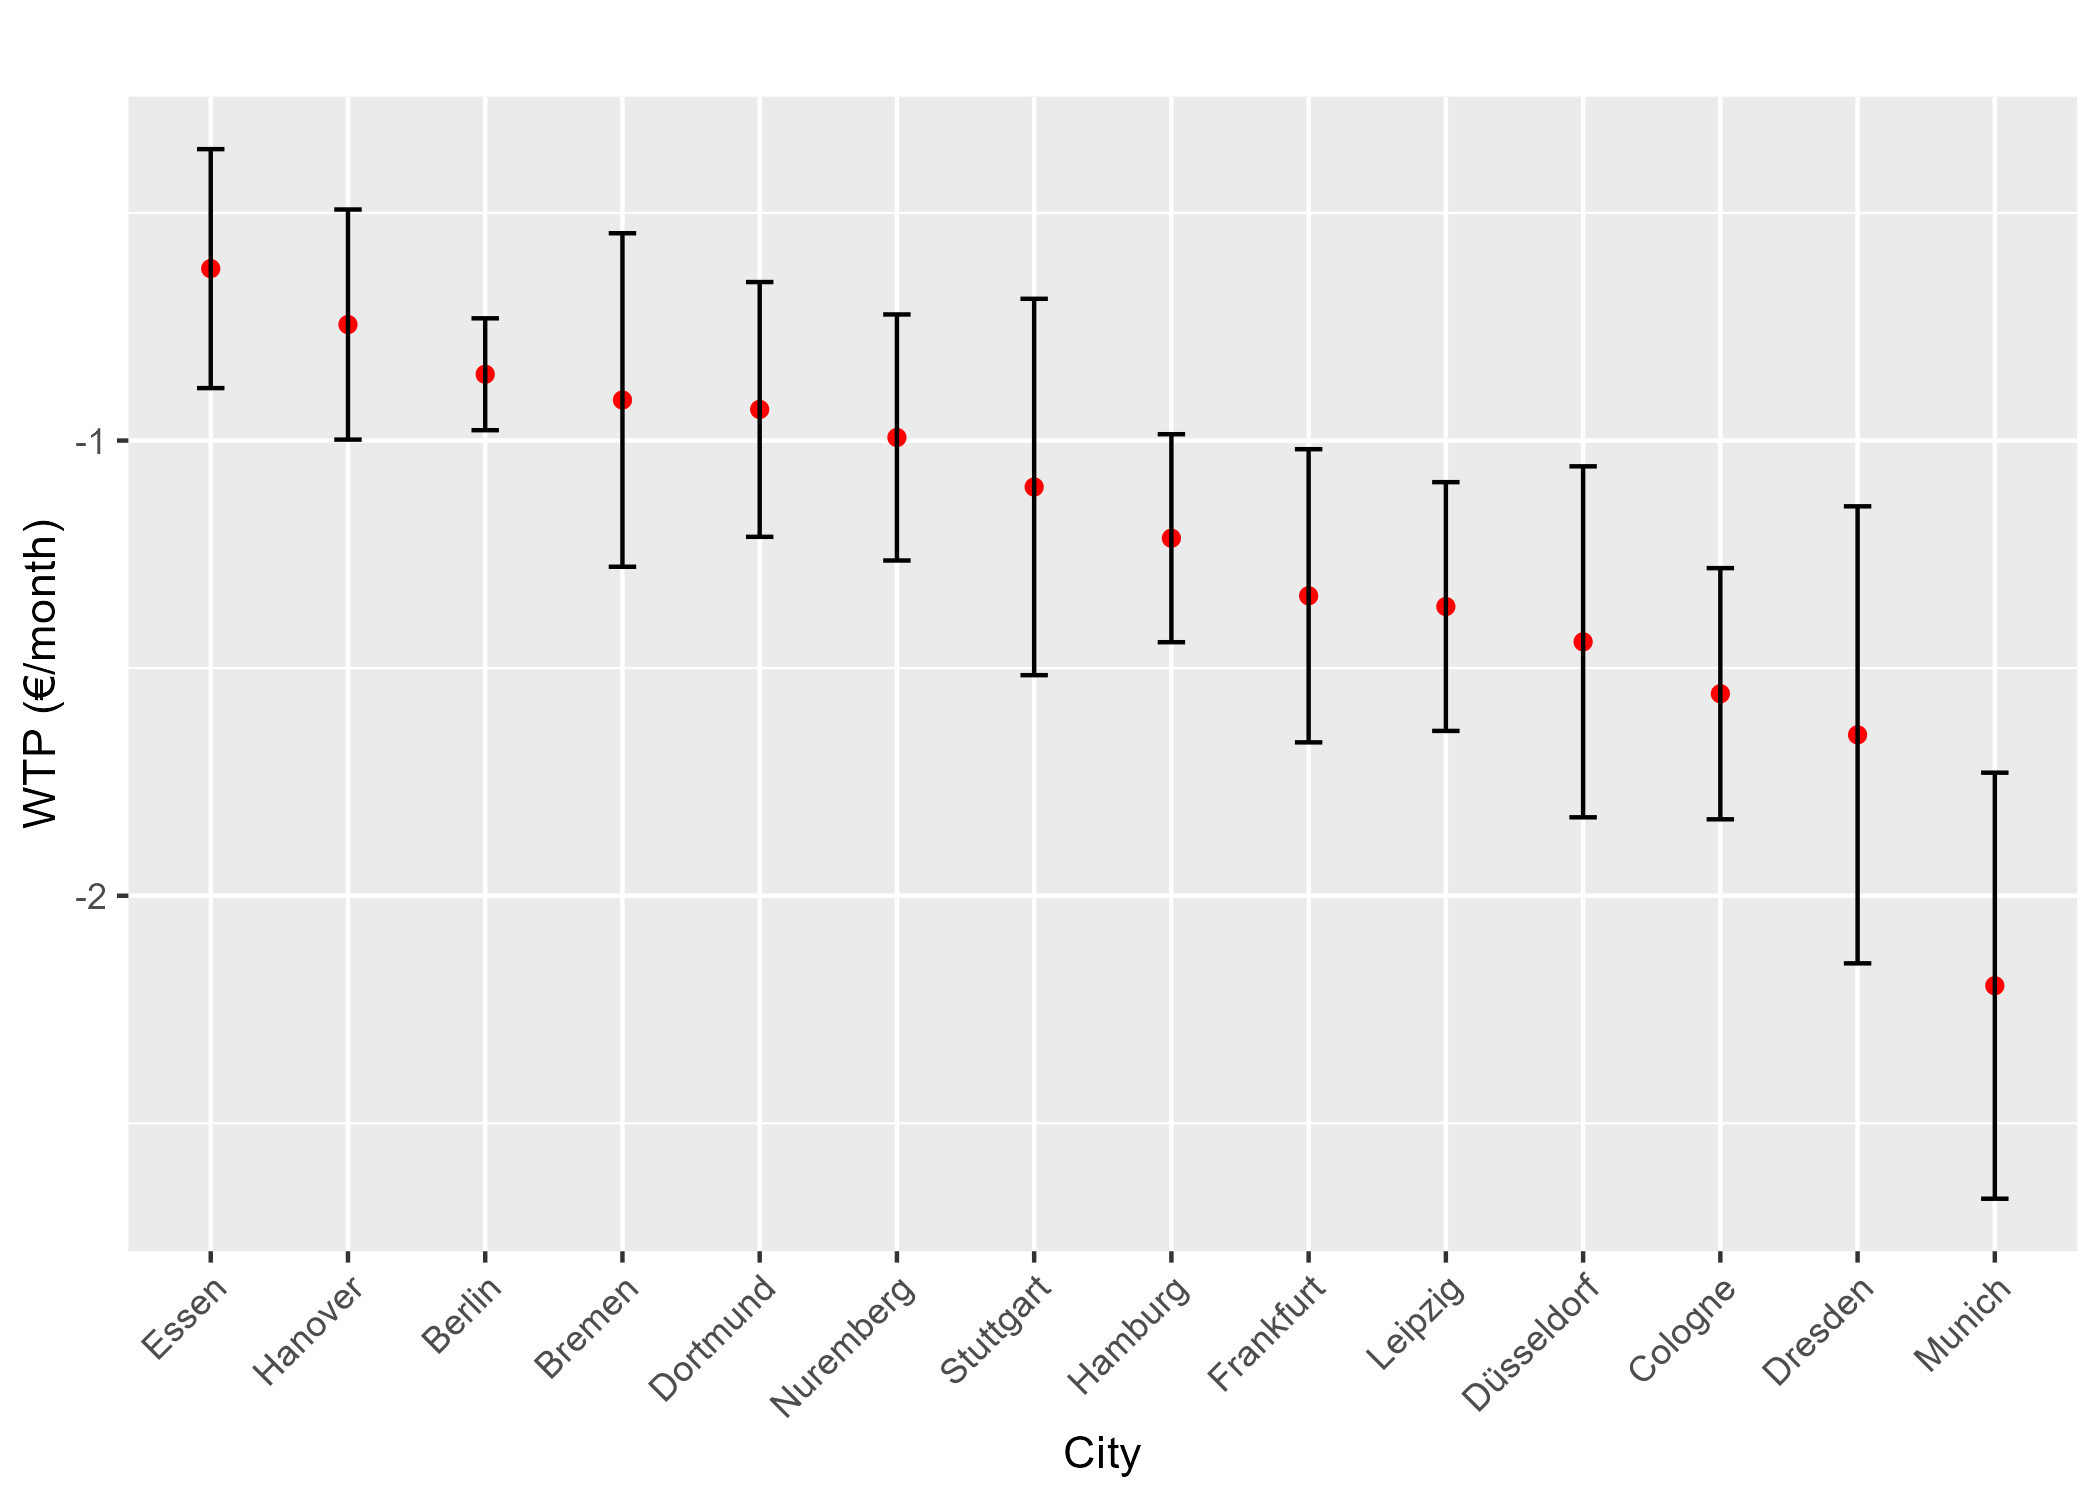 WTP (€/month)
-1
-2
Essen
Hanover
Berlin
Bremen
Dortmund
Nuremberg
Stuttgart
Hamburg
Frankfurt
Leipzig
Düsseldorf
Cologne
Dresden
Munich
City